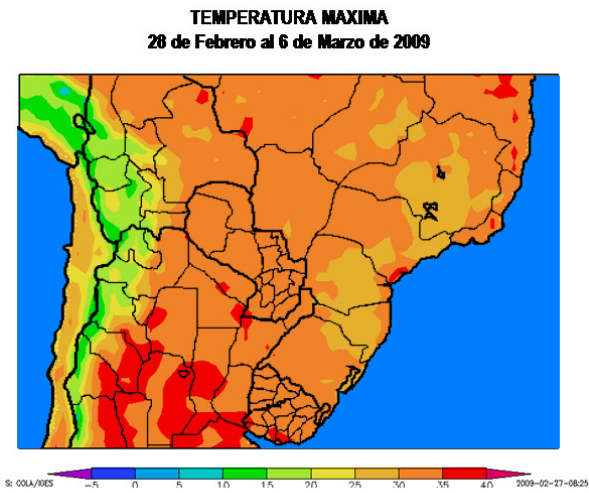 TEMPERATURA MAXIMA
28 de Febrero al 6 de Marzo de 2009
S: COLA/IGES
-5 0 5 10 15 20 25 30 35 40
2009-02-27-08:25